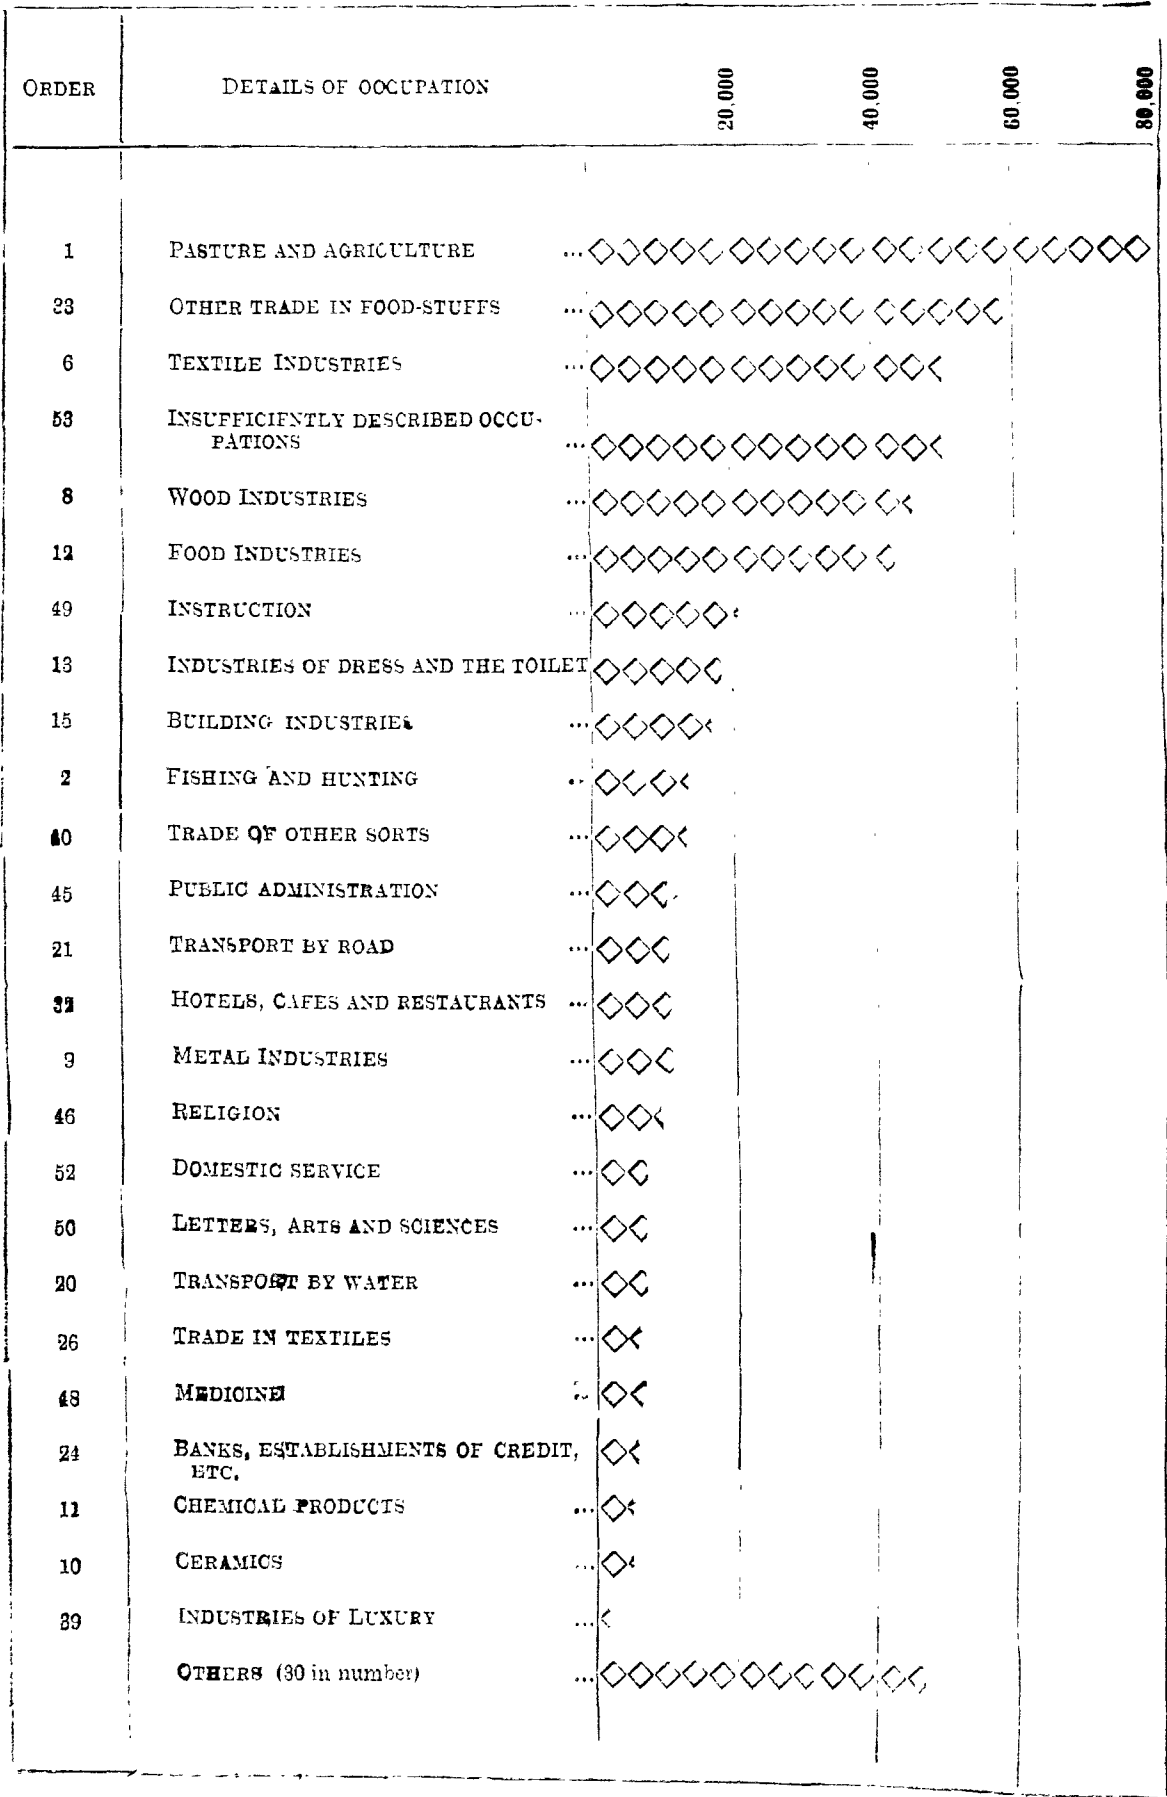 ORDER DETAILS OF OCCUPATION 20,000 40,000 60,000 80,000
1 PASTURE AND AGRICULTURE ...
33 OTHER TRADE IN FOOD-STUFFS ...
6 TEXTILE INDUSTRIES ...
53 INSUFFICIENTLY DESCRIBED OCCU-
PATIONS ...
8 WOOD INDUSTRIES ...
12 FOOD INDUSTRIES ...
49 INSTRUCTION ...
13 INDUSTRIES OF DRESS AND THE TOILET
15 BUILDING INDUSTRIES ...
2 FISHING AND HUNTING ..
40 TRADE OF OTHER SORTS ...
45 PUBLIC ADMINISTRATION ...
21 TRANSPORT BY ROAD ...
32 HOTELS, CAFES AND RESTAURANTS ...
9 METAL INDUSTRIES ...
46 RELIGION ...
52 DOMESTIC SERVICE ...
50 LETTERS, ARTS AND SCIENCES ...
20 TRANSPORT BY WATER ...
26 TRADE IN TEXTILES ...
48 MEDICINE ...
24 BANKS, ESTABLISHMENTS OF CREDIT,
ETC.
11 CHEMICAL PRODUCTS ...
10 CERAMICS ...
39 INDUSTRIES OF LUXURY ...
OTHERS (30 in number) ...